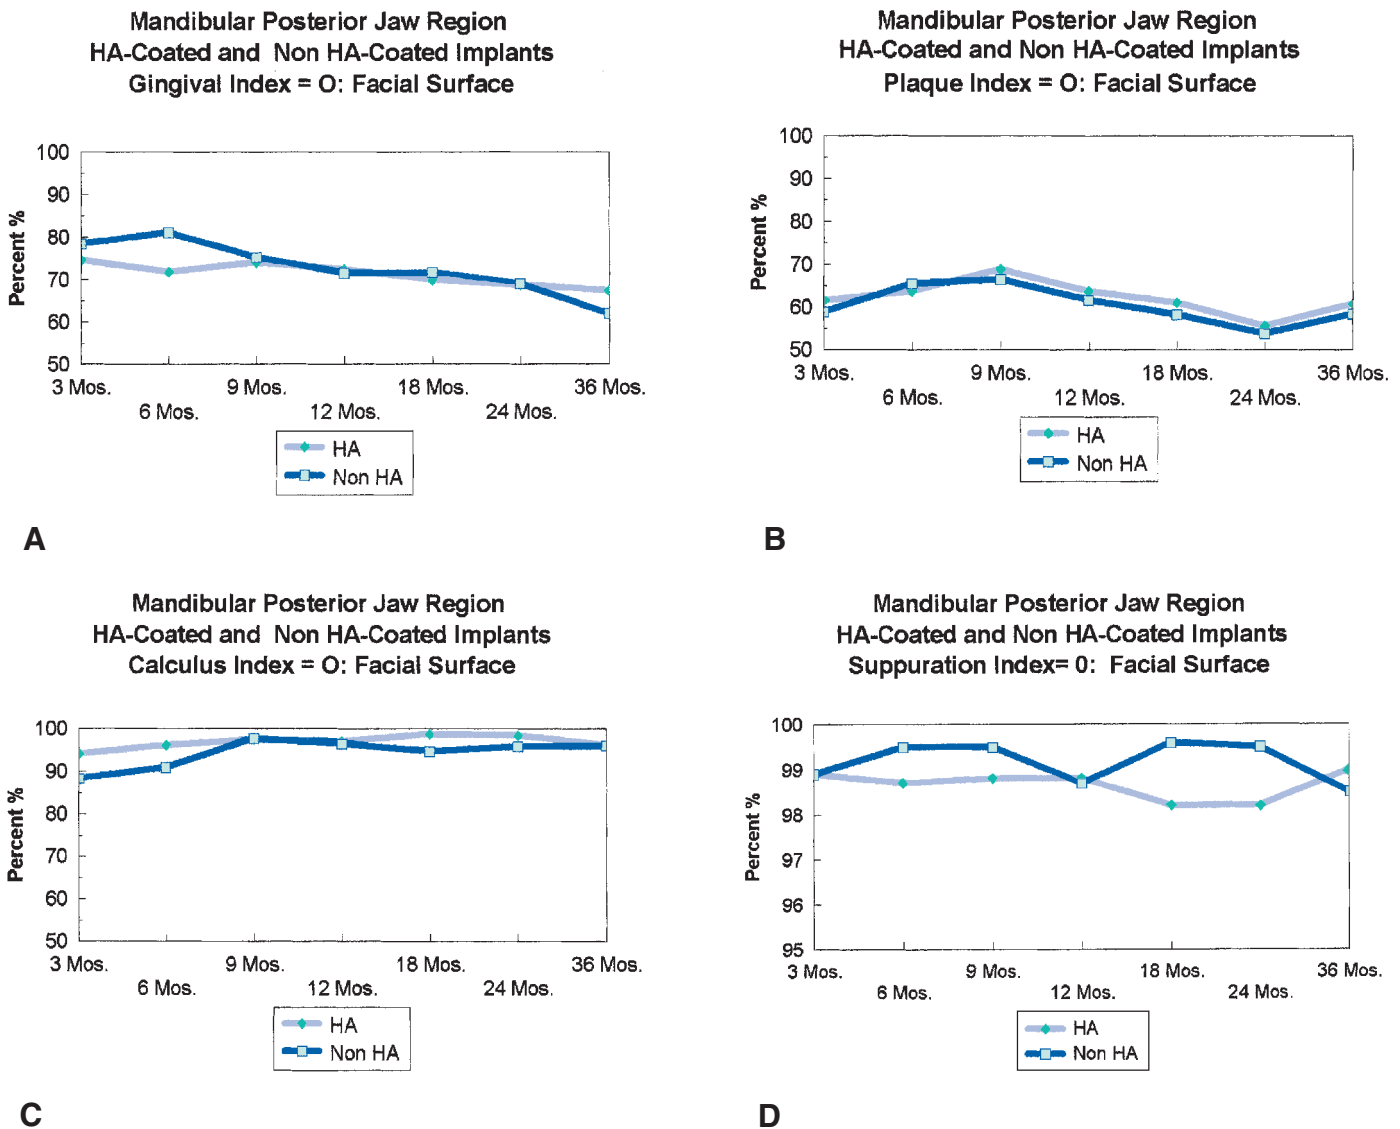 A
Mandibular Posterior Jaw Region
HA-Coated and Non HA-Coated Implants
Gingival Index = O: Facial Surface
Percent %
100
90
80
70
60
50
3 Mos.
6 Mos.
9 Mos.
12 Mos.
18 Mos.
24 Mos.
36 Mos.
HA
Non HA
B
Mandibular Posterior Jaw Region
HA-Coated and Non HA-Coated Implants
Plaque Index = O: Facial Surface
Percent %
100
90
80
70
60
50
3 Mos.
6 Mos.
9 Mos.
12 Mos.
18 Mos.
24 Mos.
36 Mos.
HA
Non HA
C
Mandibular Posterior Jaw Region
HA-Coated and Non HA-Coated Implants
Calculus Index = O: Facial Surface
Percent %
100
90
80
70
60
50
3 Mos.
6 Mos.
9 Mos.
12 Mos.
18 Mos.
24 Mos.
36 Mos.
HA
Non HA
D
Mandibular Posterior Jaw Region
HA-Coated and Non HA-Coated Implants
Suppuration Index= 0: Facial Surface
Percent %
100
99
98
97
96
95
3 Mos.
6 Mos.
9 Mos.
12 Mos.
18 Mos.
24 Mos.
36 Mos.
HA
Non HA